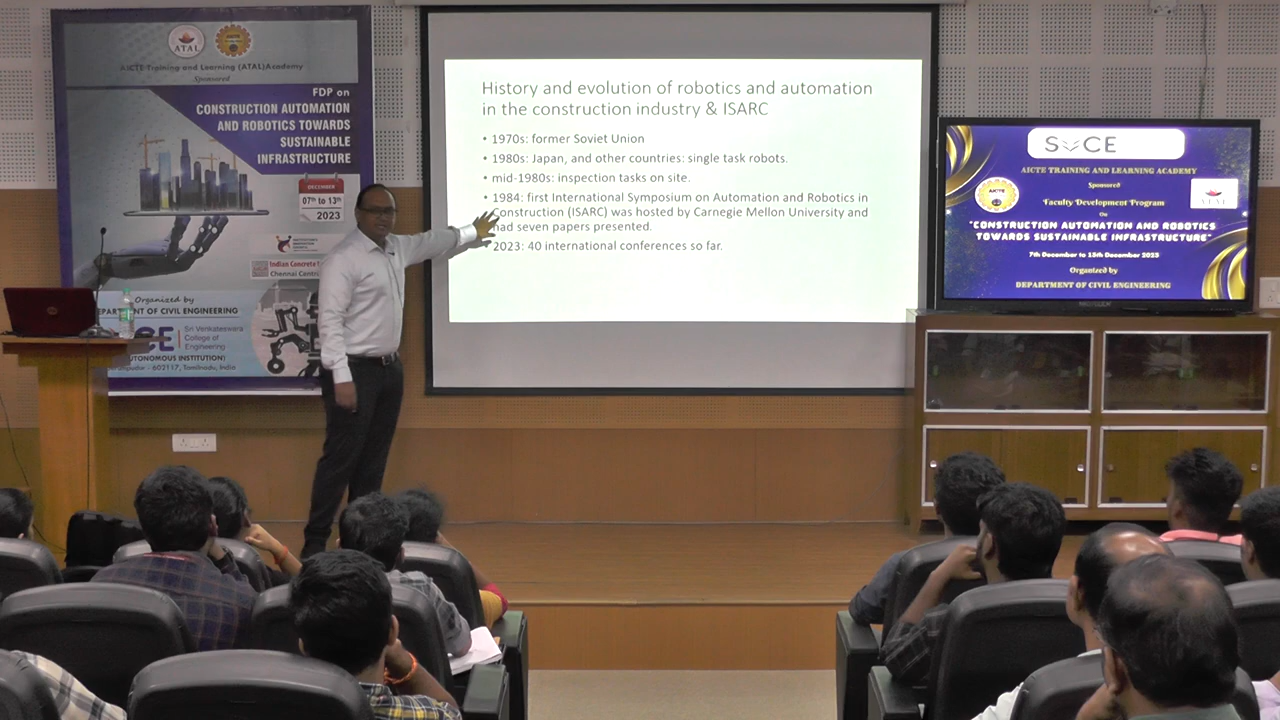 ATAL
AICTE
AICTE Training and Learning (ATAL)Academy
Sponsored
FDP on
CONSTRUCTION AUTOMATION
AND ROBOTICS TOWARDS
SUSTAINABLE
INFRASTRUCTURE
DECEMBER
07th to 13th
2023
Indian Concrete
Chennai
Organized by
DEPARTMENT OF CIVIL ENGINEERING
CE
Sri Venkateswara
College of
Engineering
(AUTONOMOUS INSTITUTION)
602117, Tamilnadu, India
History and evolution of robotics and automation
in the construction industry & ISARC
• 1970s: former Soviet Union
• 1980s: Japan, and other countries: single task robots.
• mid-1980s: inspection tasks on site.
• 1984: first International Symposium on Automation and Robotics in
Construction (ISARC) was hosted by Carnegie Mellon University and
had seven papers presented.
2023: 40 international conferences so far.
SVCE
AICTE TRAINING AND LEARNING ACADEMY
Sponsored
Faculty Development Program
On
"CONSTRUCTION AUTOMATION AND ROBOTICS
TOWARDS SUSTAINABLE INFRASTRUCTURE"
7th December to 13th December 2023
Organized by
DEPARTMENT OF CIVIL ENGINEERING
ATAL